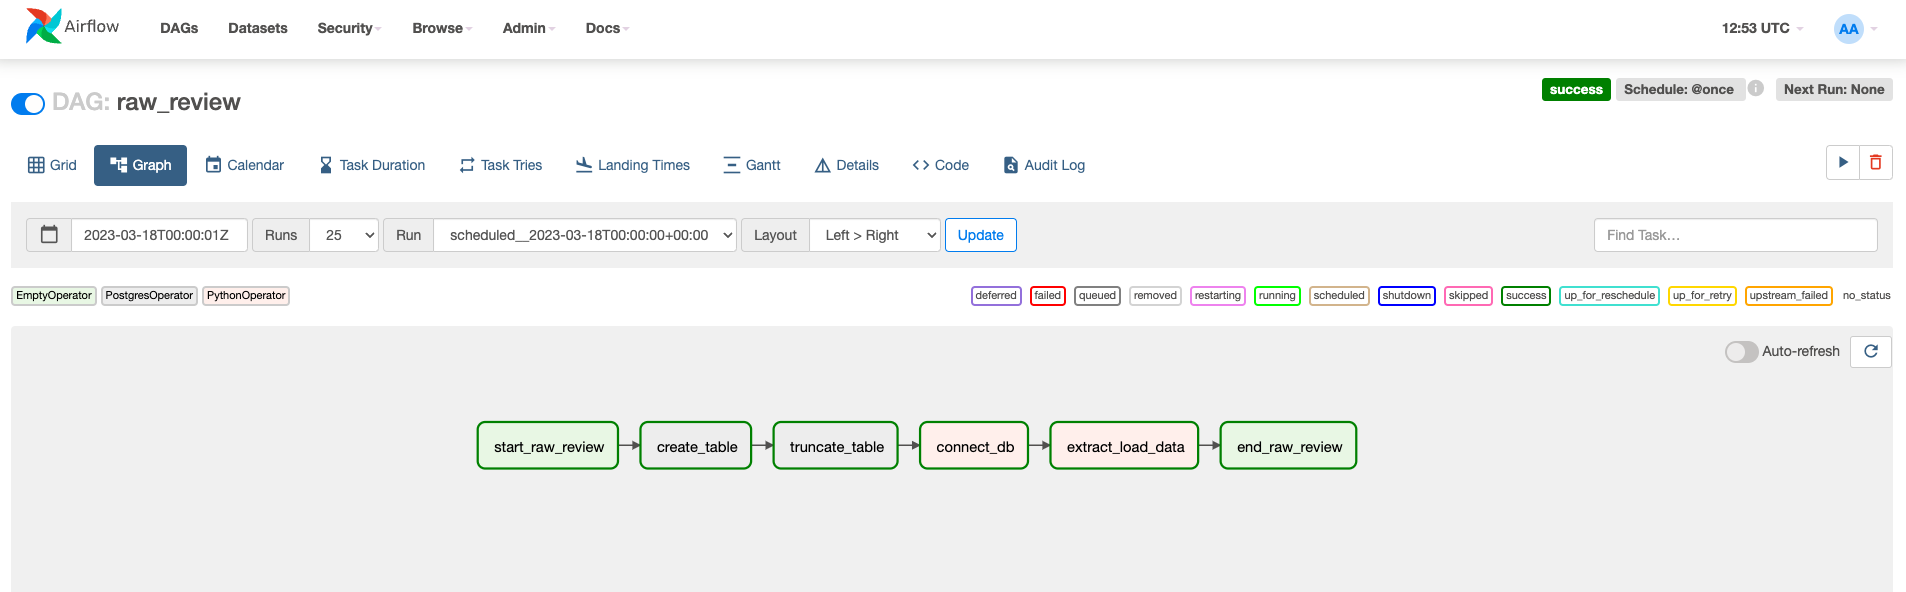 Airflow DAGs Datasets Security Browse Admin Docs 12:53 UTC AA
DAG: raw_review success Schedule: @once i Next Run: None
Grid Graph Calendar Task Duration Task Tries Landing Times Gantt Details Code Audit Log
2023-03-18T00:00:01Z Runs 25 Run scheduled__2023-03-18T00:00:00+00:00 Layout Left > Right Update Find Task...
EmptyOperator PostgresOperator PythonOperator deferred failed queued removed restarting running scheduled shutdown skipped success up_for_reschedule up_for_retry upstream_failed no_status
Auto-refresh
start_raw_review create_table truncate_table connect_db extract_load_data end_raw_review